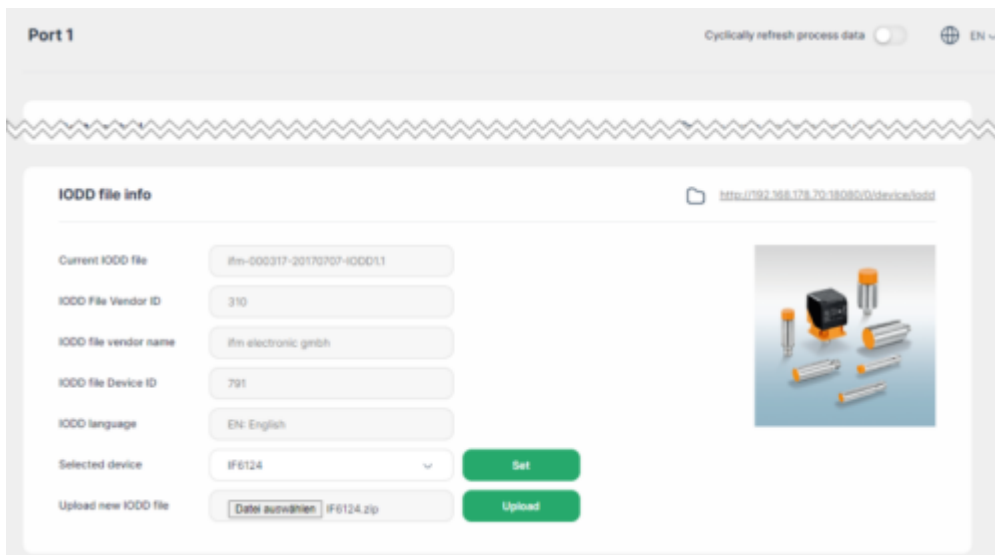 Port 1
Cyclically refresh process data
EN
IODD file info
http://192.168.178.70:18080/0/device/iodd
Current IODD file
ifm-000317-20170707-IODD1.1
IODD File Vendor ID
310
IODD file vendor name
ifm electronic gmbh
IODD file Device ID
791
IODD language
EN: English
Selected device
IF6124
Set
Upload new IODD file
Datei auswählen
IF6124.zip
Upload